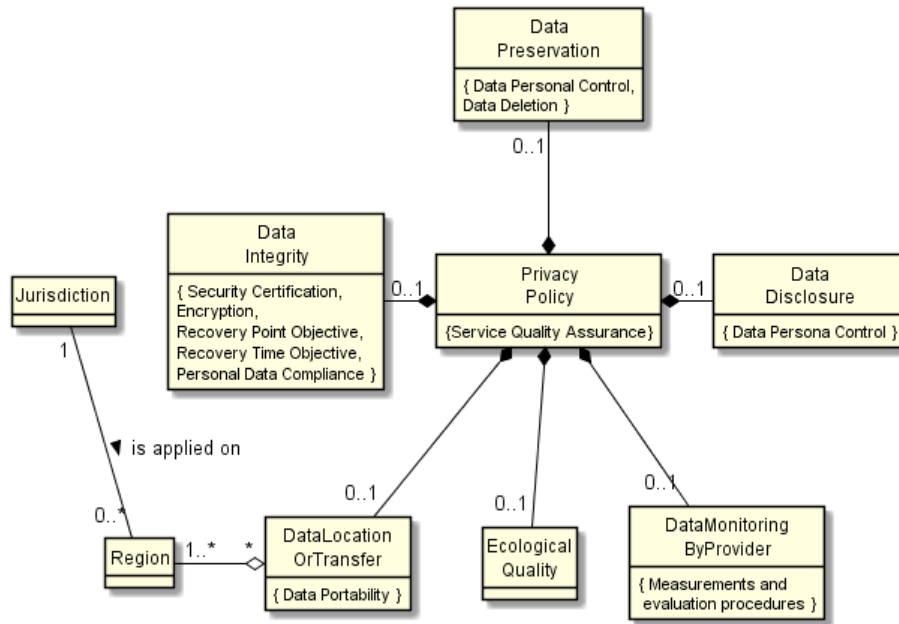 Data
Preservation
{ Data Personal Control,
Data Deletion }
0..1
Data
Integrity
{ Security Certification,
Encryption,
Recovery Point Objective,
Recovery Time Objective,
Personal Data Compliance }
0..1
Privacy
Policy
{Service Quality Assurance}
0..1
Data
Disclosure
{ Data Persona Control }
Jurisdiction
1
is applied on
0..*
Region
1..*
*
0..1
DataLocation
OrTransfer
{ Data Portability }
0..1
Ecological
Quality
0..1
DataMonitoring
ByProvider
{ Measurements and
evaluation procedures }